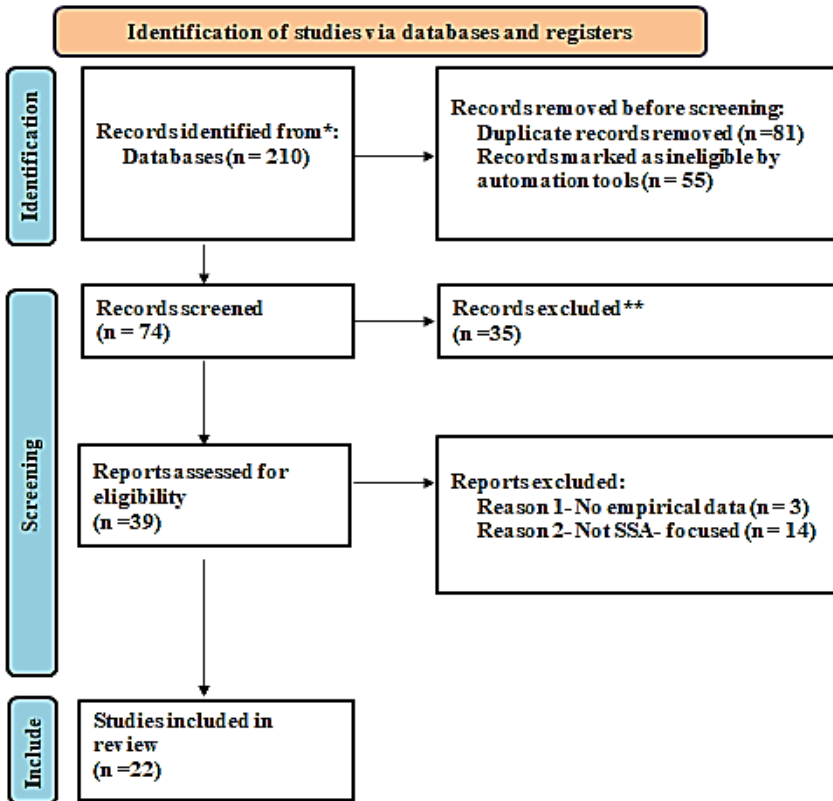 Identification of studies via databases and registers
Identification
Records identified from*:
Databases (n = 210)
Records removed before screening:
Duplicate records removed (n =81)
Records marked as ineligible by
automation tools (n = 55)
Screening
Records screened
(n = 74)
Records excluded**
(n =35)
Reports assessed for
eligibility
(n =39)
Reports excluded:
Reason 1- No empirical data (n = 3)
Reason 2- Not SSA- focused (n = 14)
Include
Studies included in
review
(n =22)